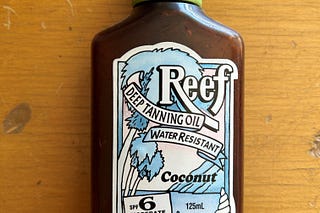 Reef
DEEP TANNING OIL
WATER RESISTANT
Coconut
SPF 6 125mL